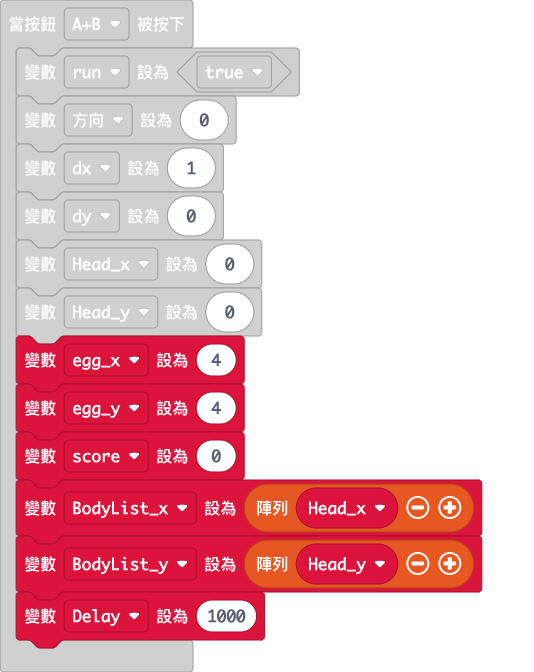 當按鈕 A+B 被按下
變數 run 設為 true
變數 方向 設為 0
變數 dx 設為 1
變數 dy 設為 0
變數 Head_x 設為 0
變數 Head_y 設為 0
變數 egg_x 設為 4
變數 egg_y 設為 4
變數 score 設為 0
變數 BodyList_x 設為 陣列 Head_x
變數 BodyList_y 設為 陣列 Head_y
變數 Delay 設為 1000